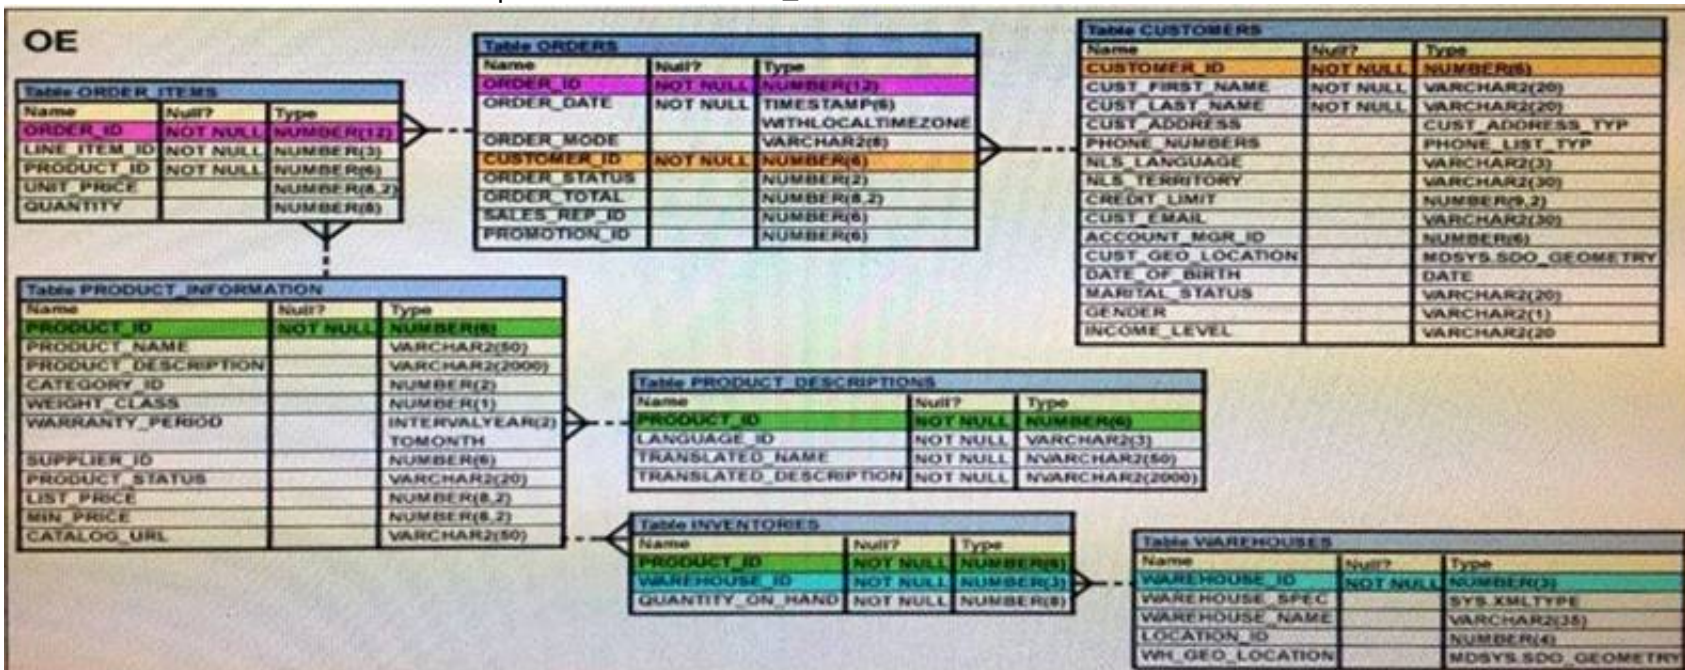 OE
Table ORDER_ITEMS
Name Null? Type
ORDER_ID NOT NULL NUMBER(12)
LINE_ITEM_ID NOT NULL NUMBER(3)
PRODUCT_ID NOT NULL NUMBER(6)
UNIT_PRICE NUMBER(8,2)
QUANTITY NUMBER(8)
Table ORDERS
Name Null? Type
ORDER_ID NOT NULL NUMBER(12)
ORDER_DATE NOT NULL TIMESTAMP(6)
WITHLOCALTIMEZONE
ORDER_MODE VARCHAR2(8)
CUSTOMER_ID NOT NULL NUMBER(6)
ORDER_STATUS NUMBER(2)
ORDER_TOTAL NUMBER(8,2)
SALES_REP_ID NUMBER(6)
PROMOTION_ID NUMBER(6)
Table CUSTOMERS
Name Null? Type
CUSTOMER_ID NOT NULL NUMBER(6)
CUST_FIRST_NAME NOT NULL VARCHAR2(20)
CUST_LAST_NAME NOT NULL VARCHAR2(20)
CUST_ADDRESS CUST_ADDRESS_TYP
PHONE_NUMBERS PHONE_LIST_TYP
NLS_LANGUAGE VARCHAR2(3)
NLS_TERRITORY VARCHAR2(30)
CREDIT_LIMIT NUMBER(9,2)
CUST_EMAIL VARCHAR2(30)
ACCOUNT_MGR_ID NUMBER(6)
CUST_GEO_LOCATION MDSYS.SDO_GEOMETRY
DATE_OF_BIRTH DATE
MARITAL_STATUS VARCHAR2(20)
GENDER VARCHAR2(1)
INCOME_LEVEL VARCHAR2(20
Table PRODUCT_INFORMATION
Name Null? Type
PRODUCT_ID NOT NULL NUMBER(6)
PRODUCT_NAME VARCHAR2(50)
PRODUCT_DESCRIPTION VARCHAR2(2000)
CATEGORY_ID NUMBER(2)
WEIGHT_CLASS NUMBER(1)
WARRANTY_PERIOD INTERVALYEAR(2)
TOMONTH
SUPPLIER_ID NUMBER(6)
PRODUCT_STATUS VARCHAR2(20)
LIST_PRICE NUMBER(8,2)
MIN_PRICE NUMBER(8,2)
CATALOG_URL VARCHAR2(50)
Table PRODUCT_DESCRIPTIONS
Name Null? Type
PRODUCT_ID NOT NULL NUMBER(6)
LANGUAGE_ID NOT NULL VARCHAR2(3)
TRANSLATED_NAME NOT NULL NVARCHAR2(50)
TRANSLATED_DESCRIPTION NOT NULL NVARCHAR2(2000)
Table INVENTORIES
Name Null? Type
PRODUCT_ID NOT NULL NUMBER(6)
WAREHOUSE_ID NOT NULL NUMBER(3)
QUANTITY_ON_HAND NOT NULL NUMBER(8)
Table WAREHOUSES
Name Null? Type
WAREHOUSE_ID NOT NULL NUMBER(3)
WAREHOUSE_SPEC SYS.XMLTYPE
WAREHOUSE_NAME VARCHAR2(35)
LOCATION_ID NUMBER(4)
WH_GEO_LOCATION MDSYS.SDO_GEOMETRY